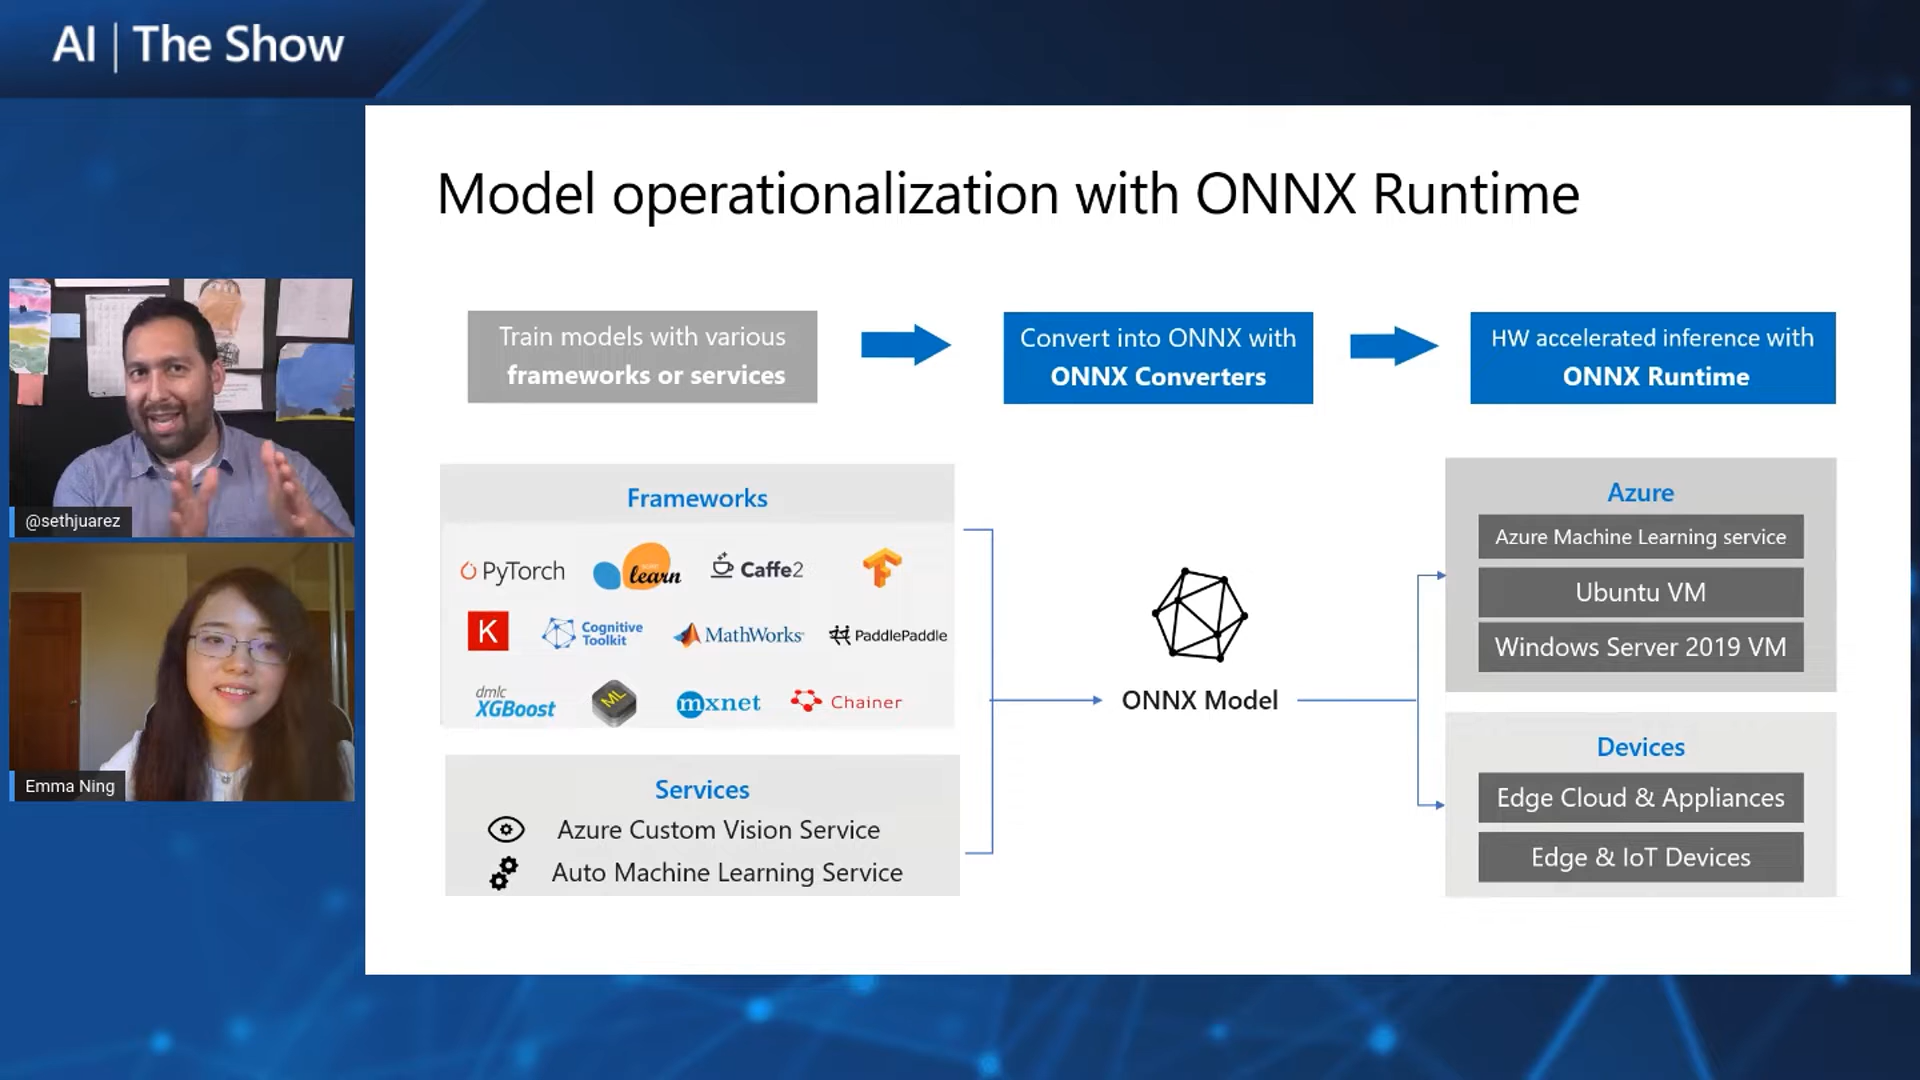 AI | The Show
Model operationalization with ONNX Runtime
Train models with various
frameworks or services
Convert into ONNX with
ONNX Converters
HW accelerated inference with
ONNX Runtime
@sethjuarez
Emma Ning
Frameworks
PyTorch
learn
Caffe2
K
Cognitive
Toolkit
MathWorks
PaddlePaddle
dmlc
XGBoost
ML
mxnet
Chainer
Services
Azure Custom Vision Service
Auto Machine Learning Service
ONNX Model
Azure
Azure Machine Learning service
Ubuntu VM
Windows Server 2019 VM
Devices
Edge Cloud & Appliances
Edge & IoT Devices